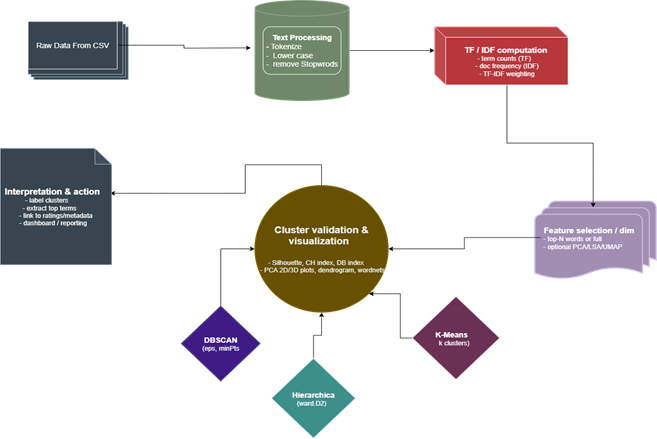 Raw Data From CSV
Text Processing
- Tokenize
- Lower case
- remove Stopwrods
TF / IDF computation
- term counts (TF)
- doc frequency (IDF)
- TF-IDF weighting
Interpretation & action
- label clusters
- extract top terms
- link to ratings/metadata
- dashboard / reporting
Cluster validation &
visualization
- Silhouette, CH index, DB index
- PCA 2D/3D plots, dendrogram, wordnets
Feature selection / dim
- top-N words or full
- optional PCA/LSA/UMAP
DBSCAN
(eps, minPts
K-Means
k clusters)
Hierarchica
(ward.D2)